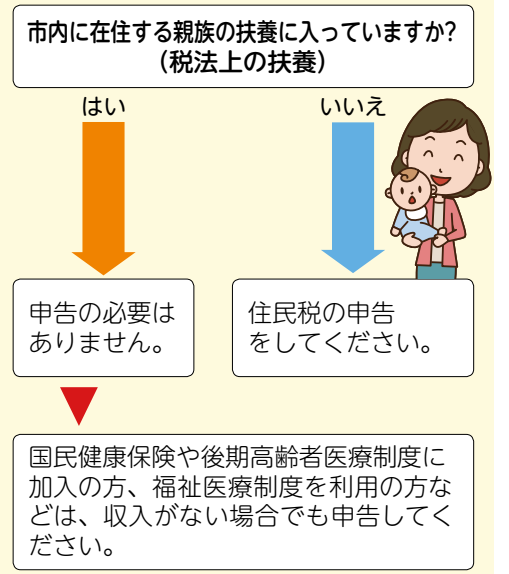 市内に在住する親族の扶養に入っていますか?
(税法上の扶養)
はい
いいえ
申告の必要は
ありません。
住民税の申告
をしてください。
国民健康保険や後期高齢者医療制度に
加入の方、福祉医療制度を利用の方な
どは、収入がない場合でも申告してく
ださい。